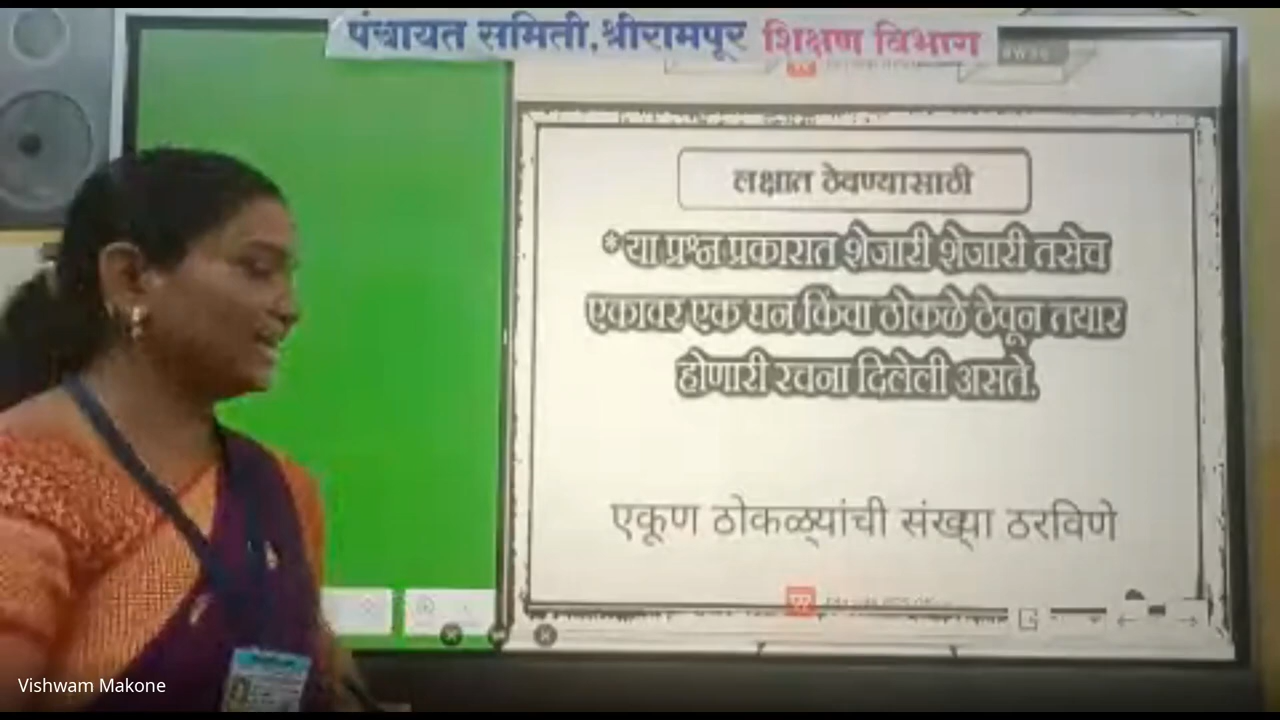 पंचायत समिती,श्रीरामपूर शिक्षण विभाग
लक्षात ठेवण्यासाठी
* या प्रश्न प्रकारात शेजारी शेजारी तसेच
एकावर एक घन किंवा ठोकळे ठेवून तयार
होणारी रचना दिलेली असते.
एकूण ठोकळ्यांची संख्या ठरविणे
Vishwam Makone